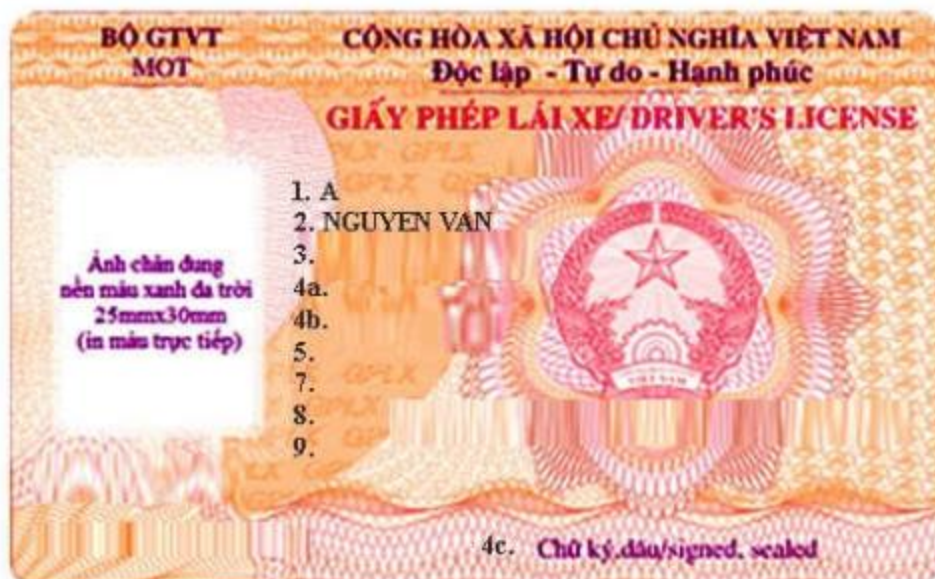 BỘ GTVT
MOT
CỘNG HÒA XÃ HỘI CHỦ NGHĨA VIỆT NAM
Độc lập - Tự do - Hạnh phúc
GIẤY PHÉP LÁI XE/ DRIVER'S LICENSE
Ảnh chân dung
nền màu xanh da trời
25mmx30mm
(in màu trực tiếp)
1. A
2. NGUYEN VAN
3.
4a.
4b.
5.
7.
8.
9.
VIỆT NAM
4c. Chữ ký,dấu/signed, sealed